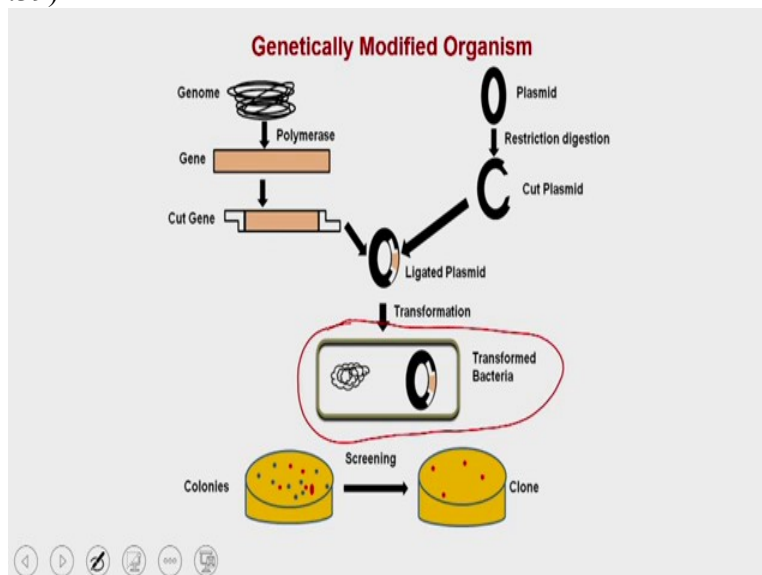 Genetically Modified Organism
Genome
Plasmid
Polymerase
Restriction digestion
Gene
Cut Plasmid
Cut Gene
Ligated Plasmid
Transformation
Transformed
Bacteria
Screening
Colonies
Clone